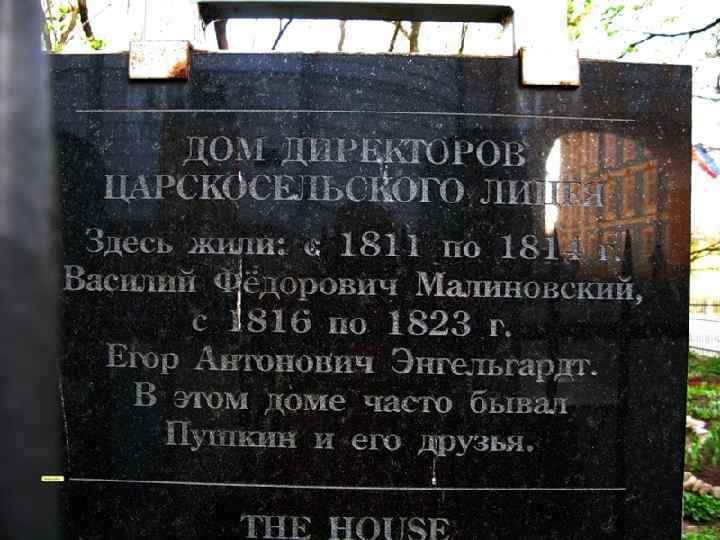 ДОМ ДИРЕКТОРОВ
ЦАРСКОСЕЛЬСКОГО ЛИЦЕЯ
Здесь жили: с 1811 по 1814 г.
Василий Фёдорович Малиновский,
с 1816 по 1823 г.
Егор Антонович Энгельгардт.
В этом доме часто бывал
Пушкин и его друзья.
THE HOUSE